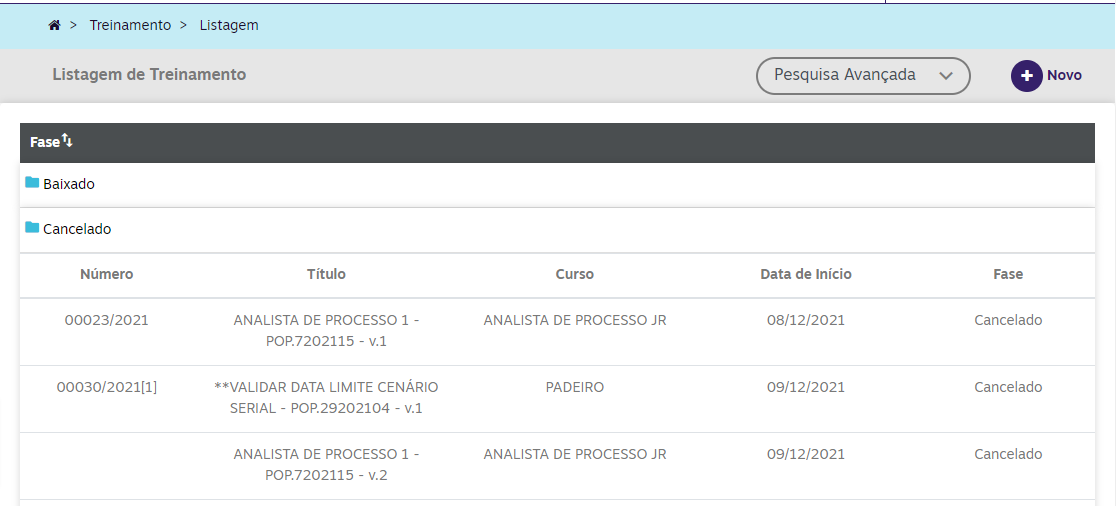 > Treinamento > Listagem
Listagem de Treinamento Pesquisa Avançada Novo
Fase
Baixado
Cancelado
Número Título Curso Data de Início Fase
00023/2021 ANALISTA DE PROCESSO 1 - ANALISTA DE PROCESSO JR 08/12/2021 Cancelado
POP.7202115 - v.1
00030/2021[1] **VALIDAR DATA LIMITE CENÁRIO PADEIRO 09/12/2021 Cancelado
SERIAL - POP.29202104 - v.1
ANALISTA DE PROCESSO 1 - ANALISTA DE PROCESSO JR 09/12/2021 Cancelado
POP.7202115 - v.2